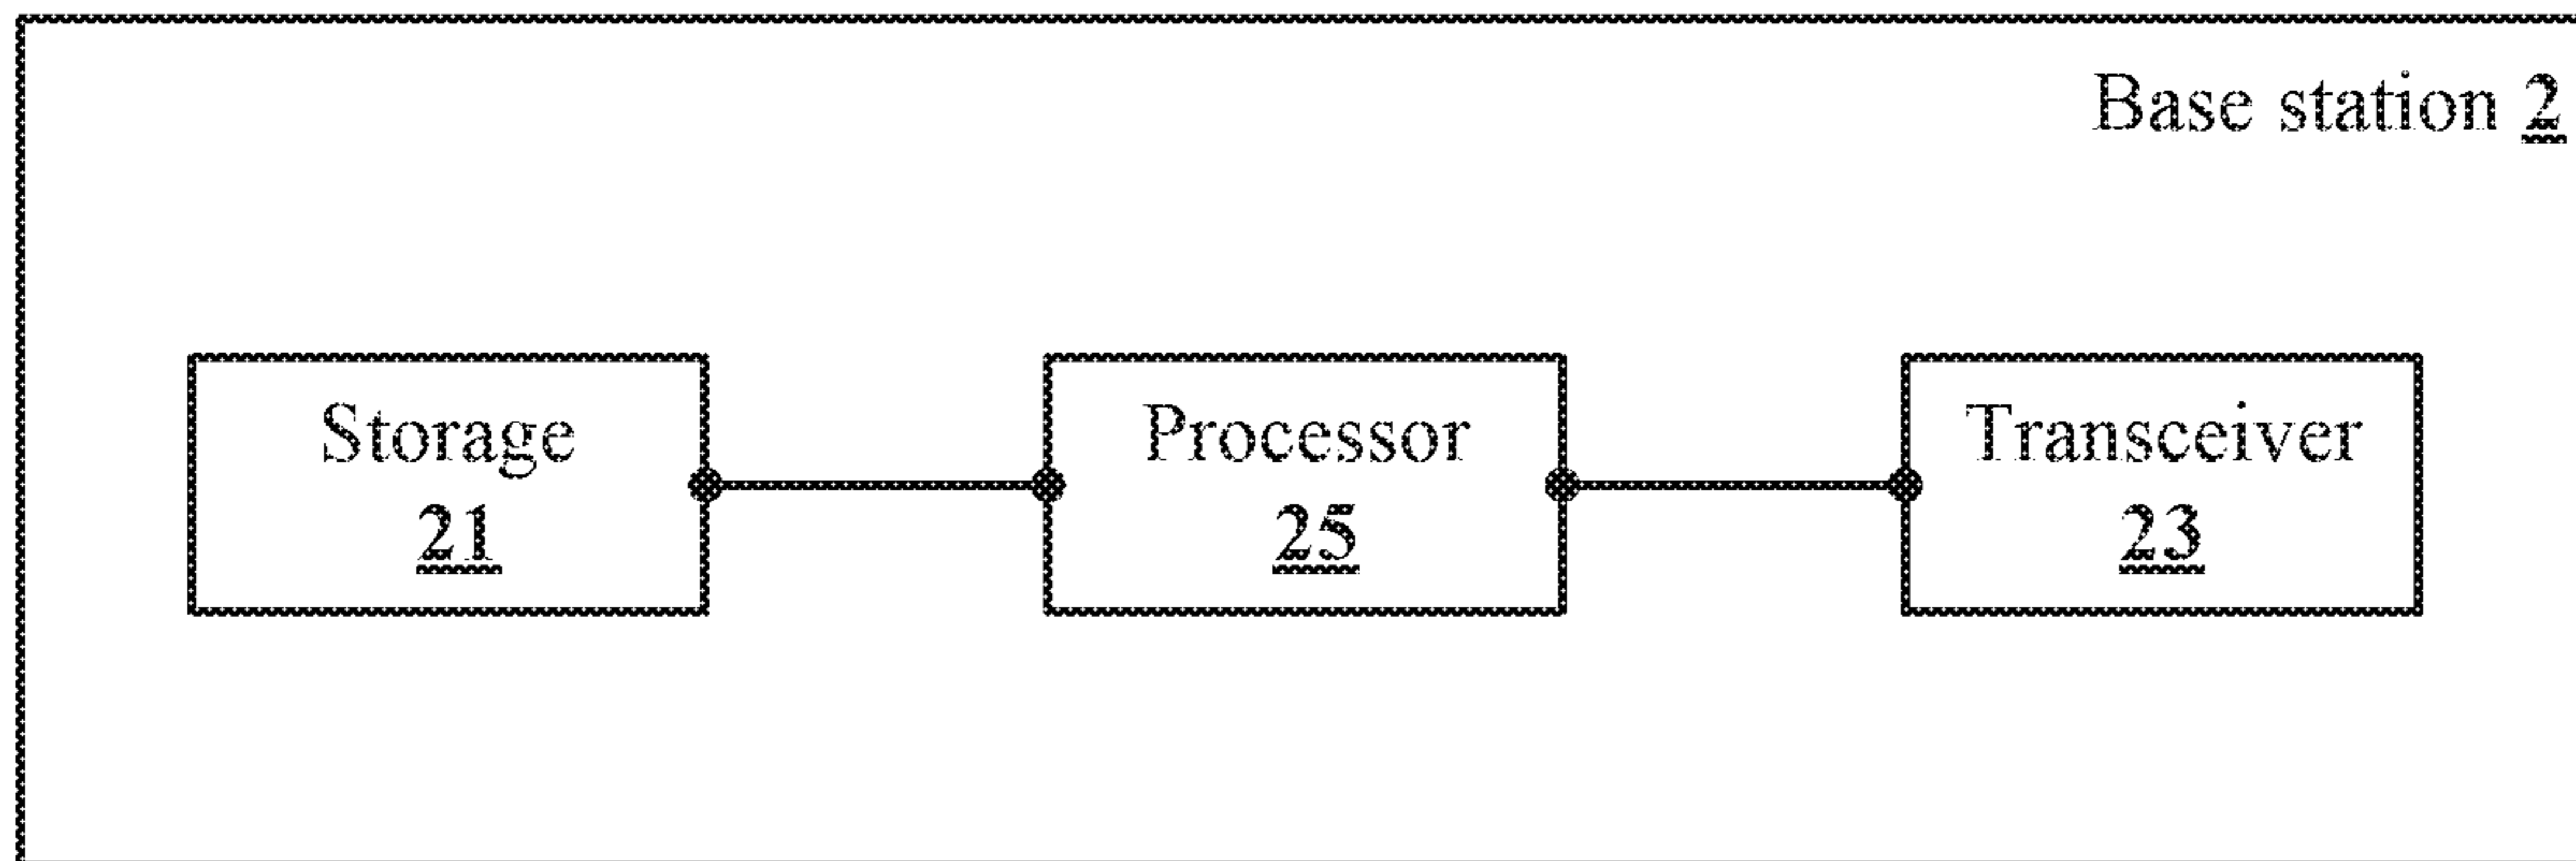 Base station 2
Storage
21
Processor
25
Transceiver
23